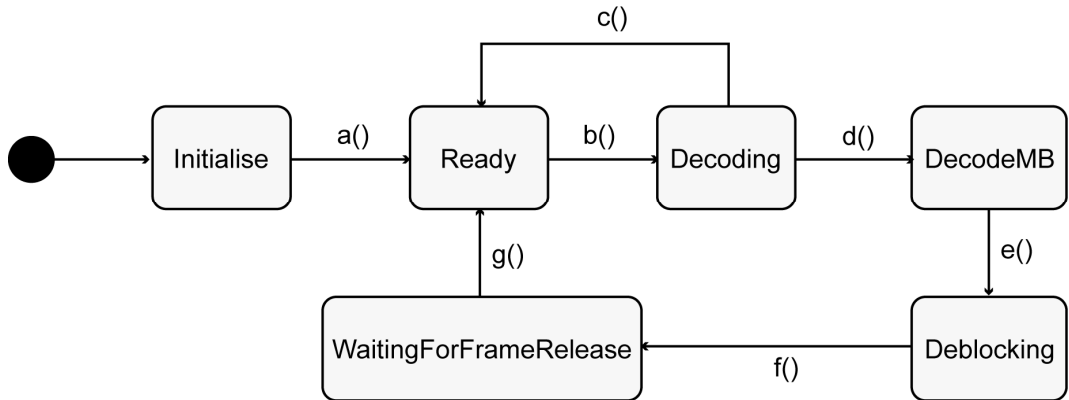 c()
Initialise
a()
Ready
b()
Decoding
d()
DecodeMB
g()
e()
WaitingForFrameRelease
f()
Deblocking